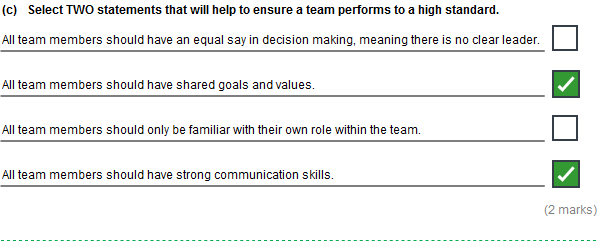 (c) Select TWO statements that will help to ensure a team performs to a high standard.
All team members should have an equal say in decision making, meaning there is no clear leader.
All team members should have shared goals and values.
All team members should only be familiar with their own role within the team.
All team members should have strong communication skills.
(2 marks)